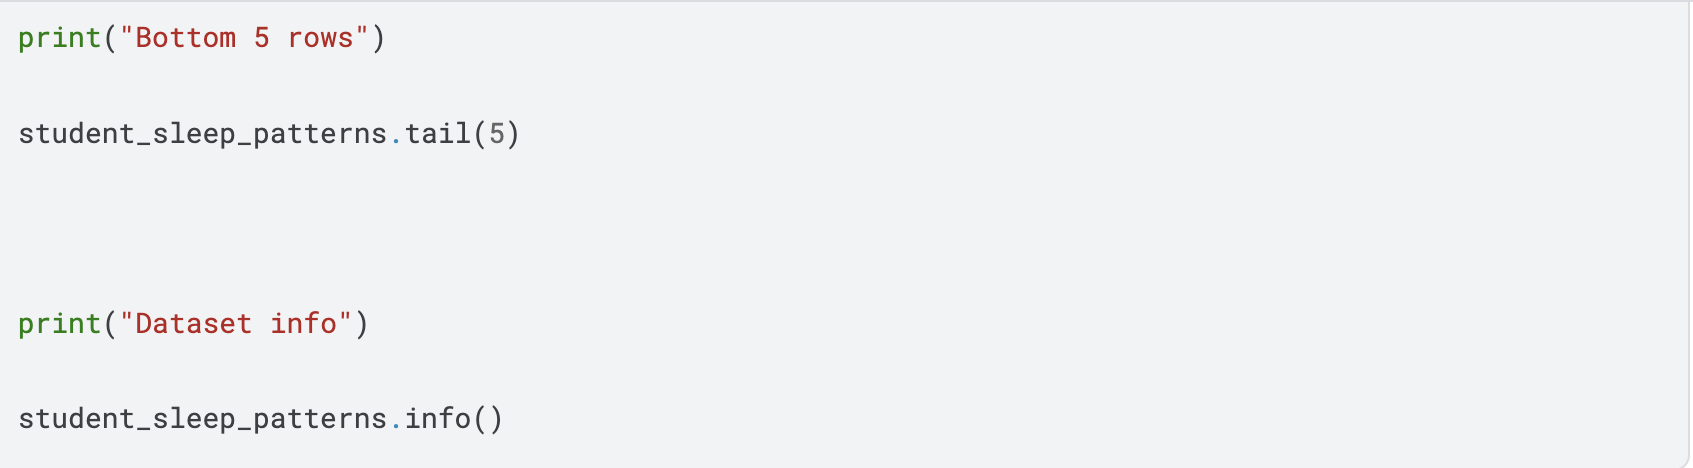 print("Bottom 5 rows")
student_sleep_patterns.tail(5)
print("Dataset info")
student_sleep_patterns.info()